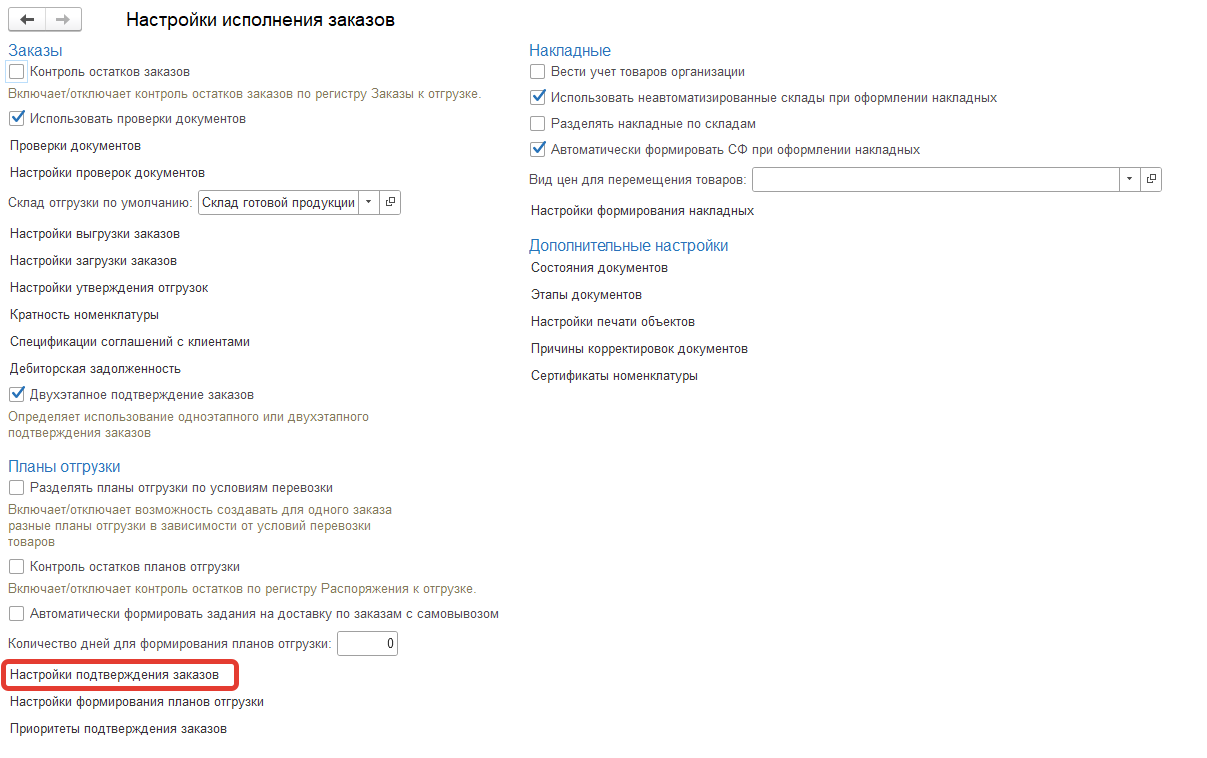 Настройки исполнения заказов
Заказы
Контроль остатков заказов
Включает/отключает контроль остатков заказов по регистру Заказы к отгрузке.
Использовать проверки документов
Проверки документов
Настройки проверок документов
Склад отгрузки по умолчанию: Склад готовой продукции
Настройки выгрузки заказов
Настройки загрузки заказов
Настройки утверждения отгрузок
Кратность номенклатуры
Спецификации соглашений с клиентами
Дебиторская задолженность
Двухэтапное подтверждение заказов
Определяет использование одноэтапного или двухэтапного
подтверждения заказов
Планы отгрузки
Разделять планы отгрузки по условиям перевозки
Включает/отключает возможность создавать для одного заказа
разные планы отгрузки в зависимости от условий перевозки
товаров
Контроль остатков планов отгрузки
Включает/отключает контроль остатков по регистру Распоряжения к отгрузке.
Автоматически формировать задания на доставку по заказам с самовывозом
Количество дней для формирования планов отгрузки: 0
Настройки подтверждения заказов
Настройки формирования планов отгрузки
Приоритеты подтверждения заказов
Накладные
Вести учет товаров организации
Использовать неавтоматизированные склады при оформлении накладных
Разделять накладные по складам
Автоматически формировать СФ при оформлении накладных
Вид цен для перемещения товаров:
Настройки формирования накладных
Дополнительные настройки
Состояния документов
Этапы документов
Настройки печати объектов
Причины корректировок документов
Сертификаты номенклатуры